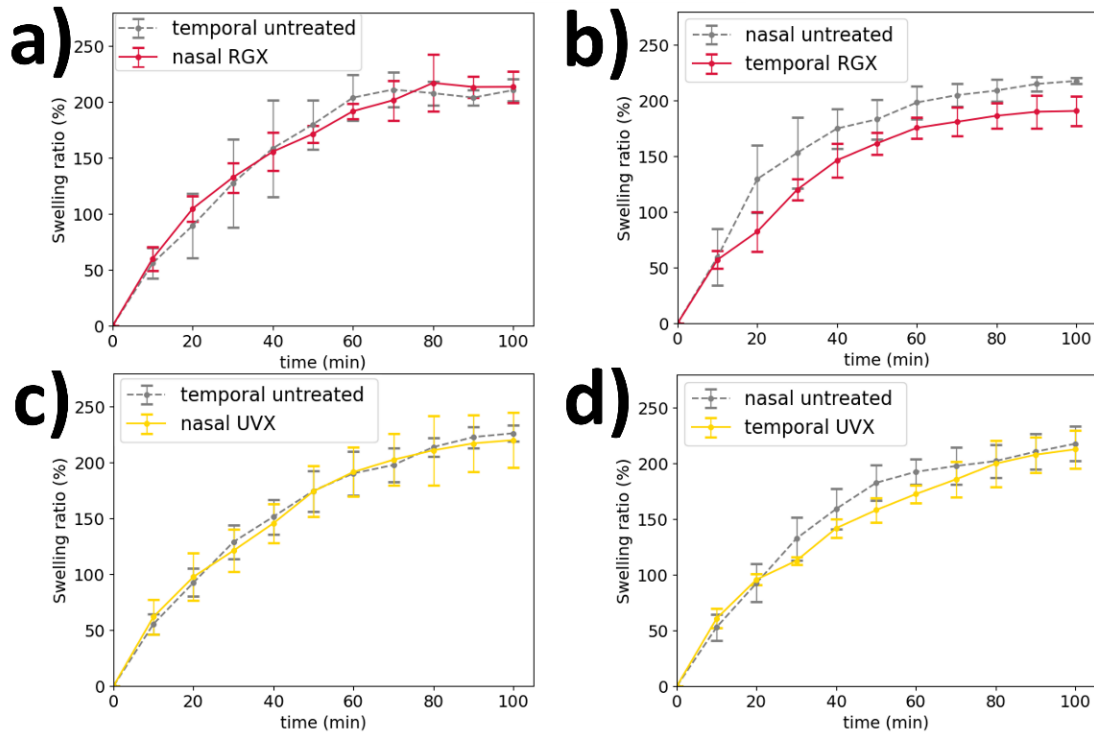 a)
temporal untreated
nasal RGX
Swelling ratio (%)
250
200
150
100
50
0
0 20 40 60 80 100
time (min)
b)
nasal untreated
temporal RGX
Swelling ratio (%)
250
200
150
100
50
0
0 20 40 60 80 100
time (min)
c)
temporal untreated
nasal UVX
Swelling ratio (%)
250
200
150
100
50
0
0 20 40 60 80 100
time (min)
d)
nasal untreated
temporal UVX
Swelling ratio (%)
250
200
150
100
50
0
0 20 40 60 80 100
time (min)